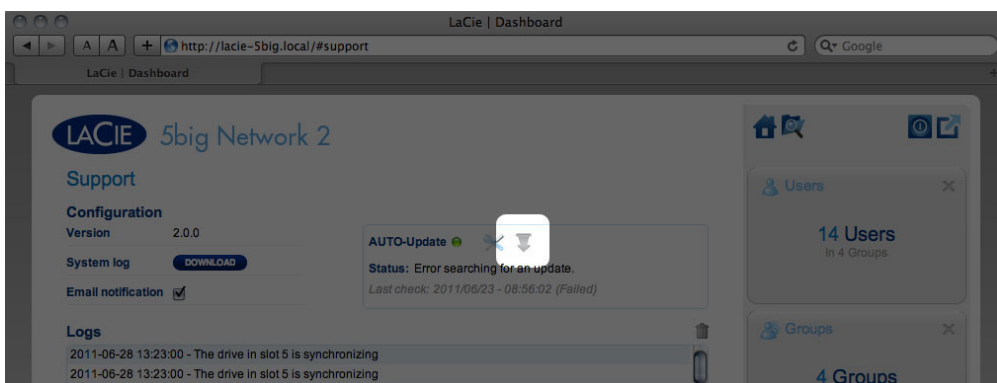 LaCie | Dashboard
A A + http://lacie-5big.local/#support Google
LaCie | Dashboard +
LACIE 5big Network 2
Support
Configuration
Version 2.0.0
System log DOWNLOAD
Email notification
AUTO-Update
Status: Error searching for an update.
Last check: 2011/06/23 - 08:56:02 (Failed)
Logs
2011-06-28 13:23:00 - The drive in slot 5 is synchronizing
2011-06-28 13:23:00 - The drive in slot 5 is synchronizing
Users
14 Users
In 4 Groups
Groups
4 Groups